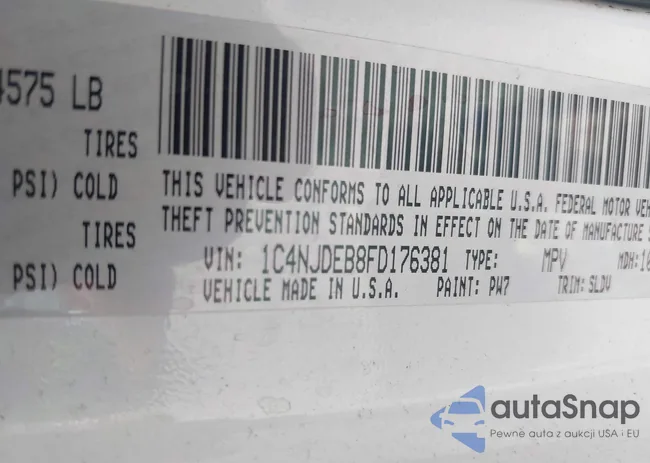 4575 LB
TIRES
PSI) COLD
TIRES
PSI) COLD
THIS VEHICLE CONFORMS TO ALL APPLICABLE U.S.A. FEDERAL MOTOR
THEFT PREVENTION STANDARDS IN EFFECT ON THE DATE OF MANUFACTURE
VIN: 1C4NJDEB8FD176381 TYPE: MPV MDH:
VEHICLE MADE IN U.S.A. PAINT: PW7 TRIM: SLDV
autaSnap
Pewne auta z aukcji USA i EU